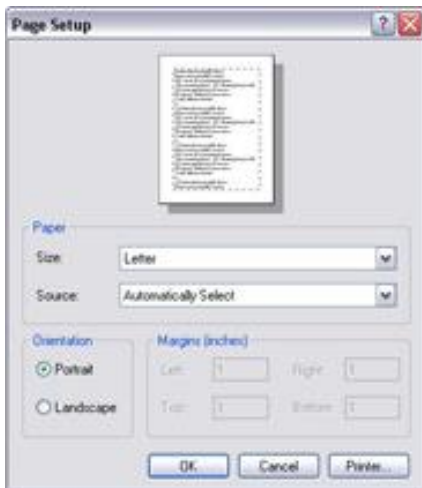 Page Setup
Paper
Size: Letter
Source: Automatically Select
Orientation
Portrait
Landscape
Margins (inches)
Left: 1 Right: 1
Top: 1 Bottom: 1
OK Cancel Printer...